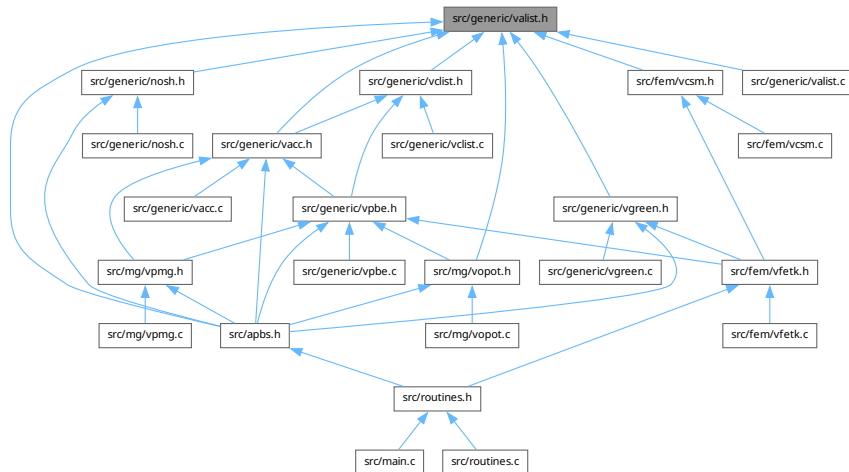 src/generic/valist.h
src/generic/nosh.h
src/generic/vclist.h
src/fem/vcsm.h
src/generic/valist.c
src/generic/nosh.c
src/generic/vacc.h
src/generic/vclist.c
src/fem/vcsm.c
src/generic/vacc.c
src/generic/vpbe.h
src/generic/vgreen.h
src/mg/vpmg.h
src/generic/vpbe.c
src/mg/vopot.h
src/generic/vgreen.c
src/fem/vfetk.h
src/mg/vpmg.c
src/apbs.h
src/mg/vopot.c
src/fem/vfetk.c
src/routines.h
src/main.c
src/routines.c